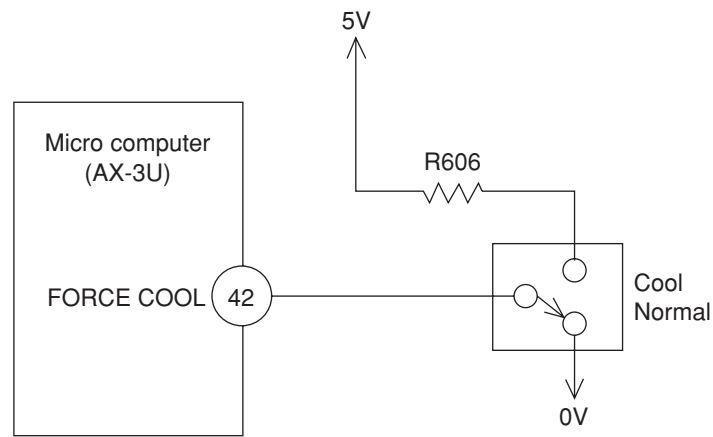 5V
Micro computer
(AX-3U)
R606
FORCE COOL
42
Cool
Normal
0V